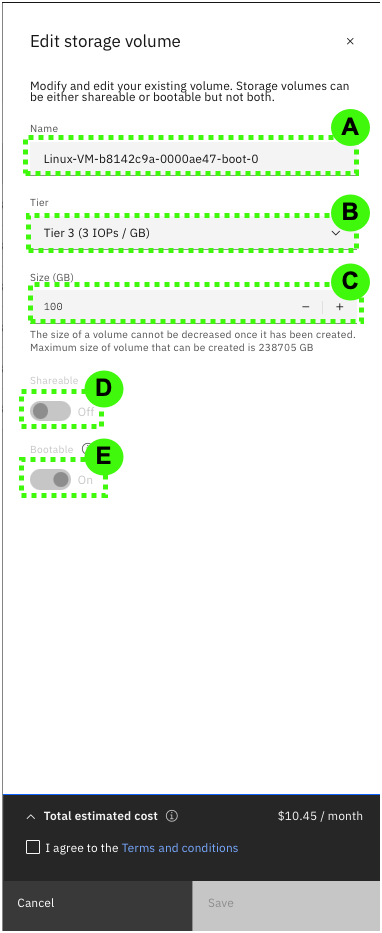 Edit storage volume
Modify and edit your existing volume. Storage volumes can
be either shareable or bootable but not both.
Name
A
Linux-VM-b8142c9a-0000ae47-boot-0
Tier
B
Tier 3 (3 IOPs / GB)
Size (GB)
C
100
The size of a volume cannot be decreased once it has been created.
Maximum size of volume that can be created is 238705 GB
Shareable
D
Off
Bootable
E
On
Total estimated cost
$10.45 / month
I agree to the Terms and conditions
Cancel
Save